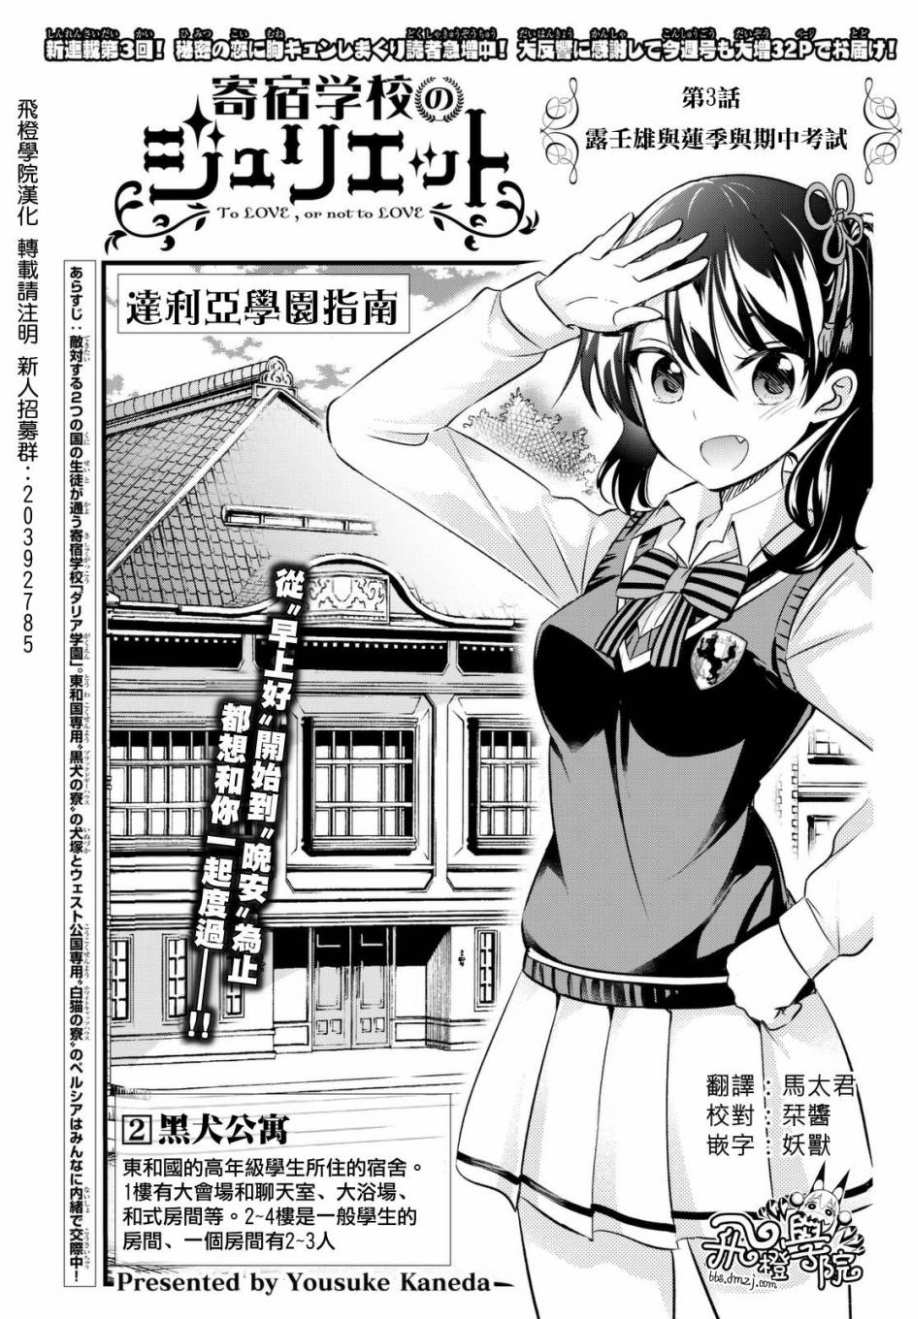 新連載第3回！ 秘密の恋に胸キュンしまくり読者急増中！ 大反響に感謝して今週号も大増32Pでお届け！
寄宿学校の
ジュリエット
To LOVE, or not to LOVE
第3話
露壬雄與蓮季與期中考試
飛橙學院漢化 轉載請注明 新人招募群：20392785
達利亞學園指南
あらすじ：敵対する2つの国の生徒が通う寄宿学校「ダリア学園」。東和国専用“黒犬の寮”の犬塚とウェスト公国専用“白猫の寮”のペルシアはみんなに内緒で交際中！
從“早上好”開始到“晚安”為止
都想和你一起度過——!!
2 黑犬公寓
東和國的高年級學生所住的宿舍。
1樓有大會場和聊天室、大浴場、
和式房間等。2~4樓是一般學生的
房間、一個房間有2~3人
翻譯：馬太君
校對：栞醬
嵌字：妖獸
飛橙學院
bbs.dmzj.com
Presented by Yousuke Kaneda